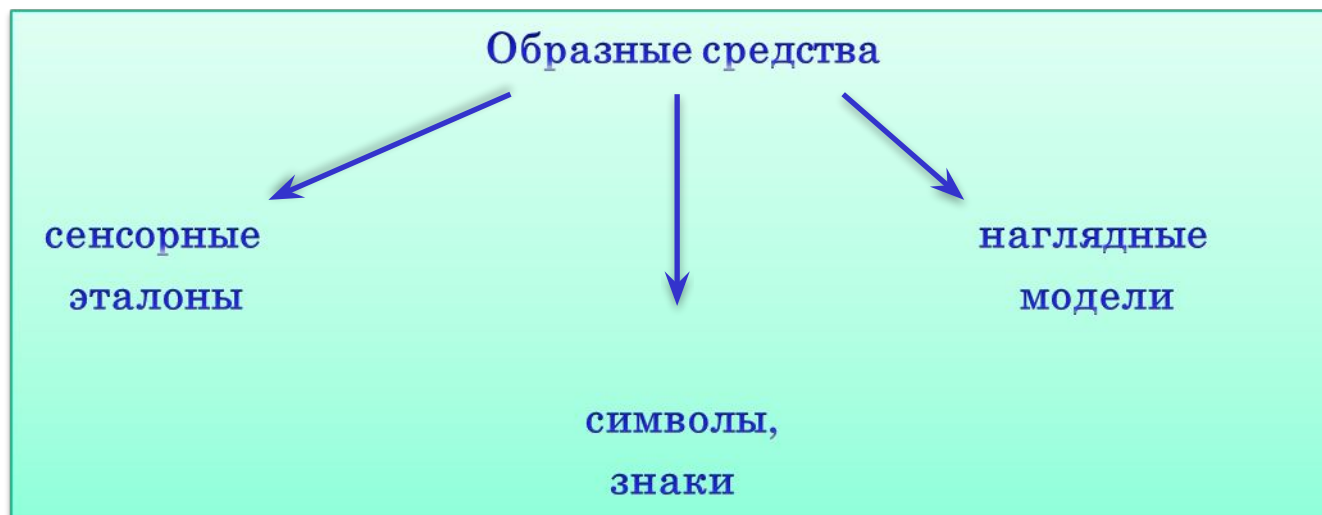 Образные средства
сенсорные
эталоны
наглядные
модели
символы,
знаки